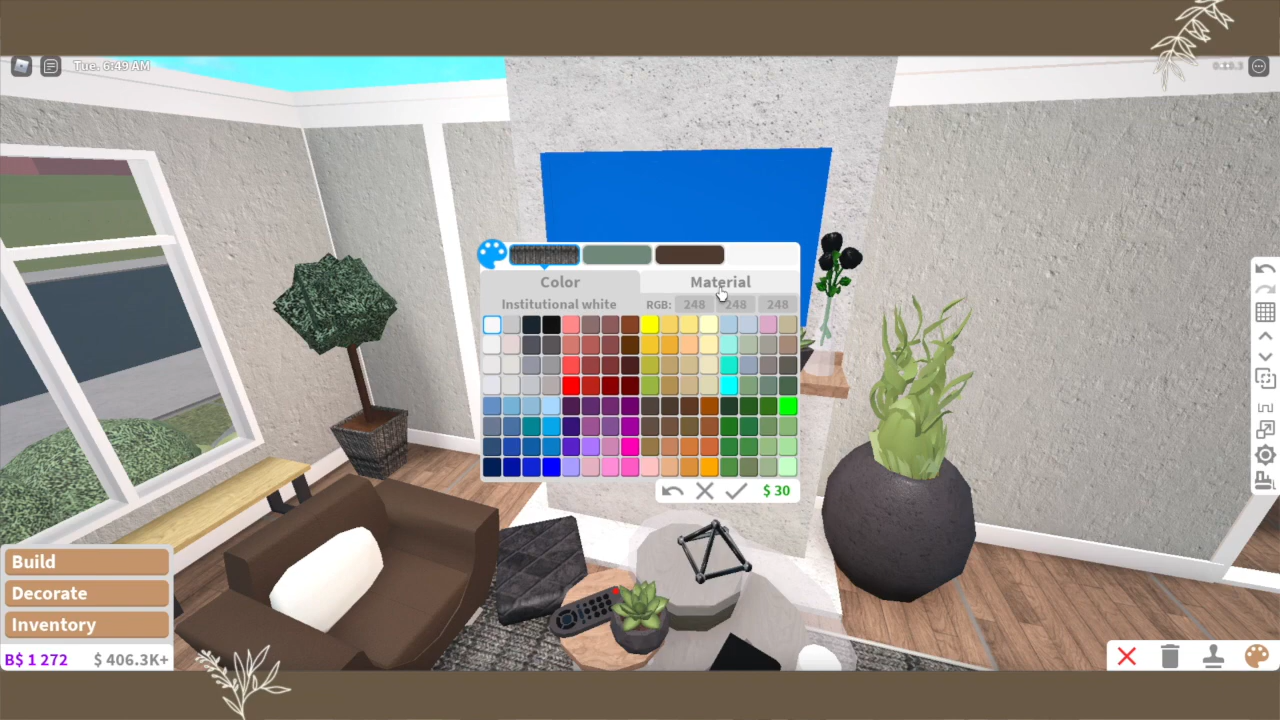 Tue. 6:49 AM
Color
Material
Institutional white
RGB: 248 248 248
$ 30
Build
Decorate
Inventory
B$ 1 272
$ 406.3K+